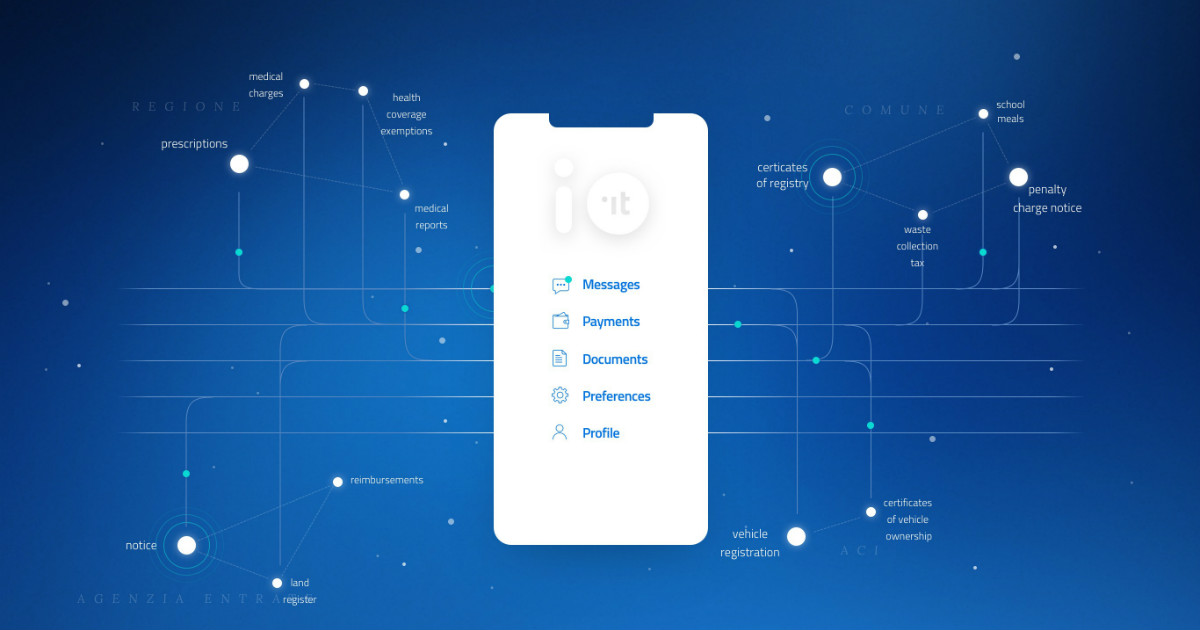 REGIONE
medical
charges
health
coverage
exemptions
prescriptions
medical
reports
COMUNE
school
meals
certicates
of registry
penalty
charge notice
waste
collection
tax
io
it
Messages
Payments
Documents
Preferences
Profile
reimbursements
notice
land
register
AGENZIA ENTRATE
vehicle
registration
certificates
of vehicle
ownership
ACI